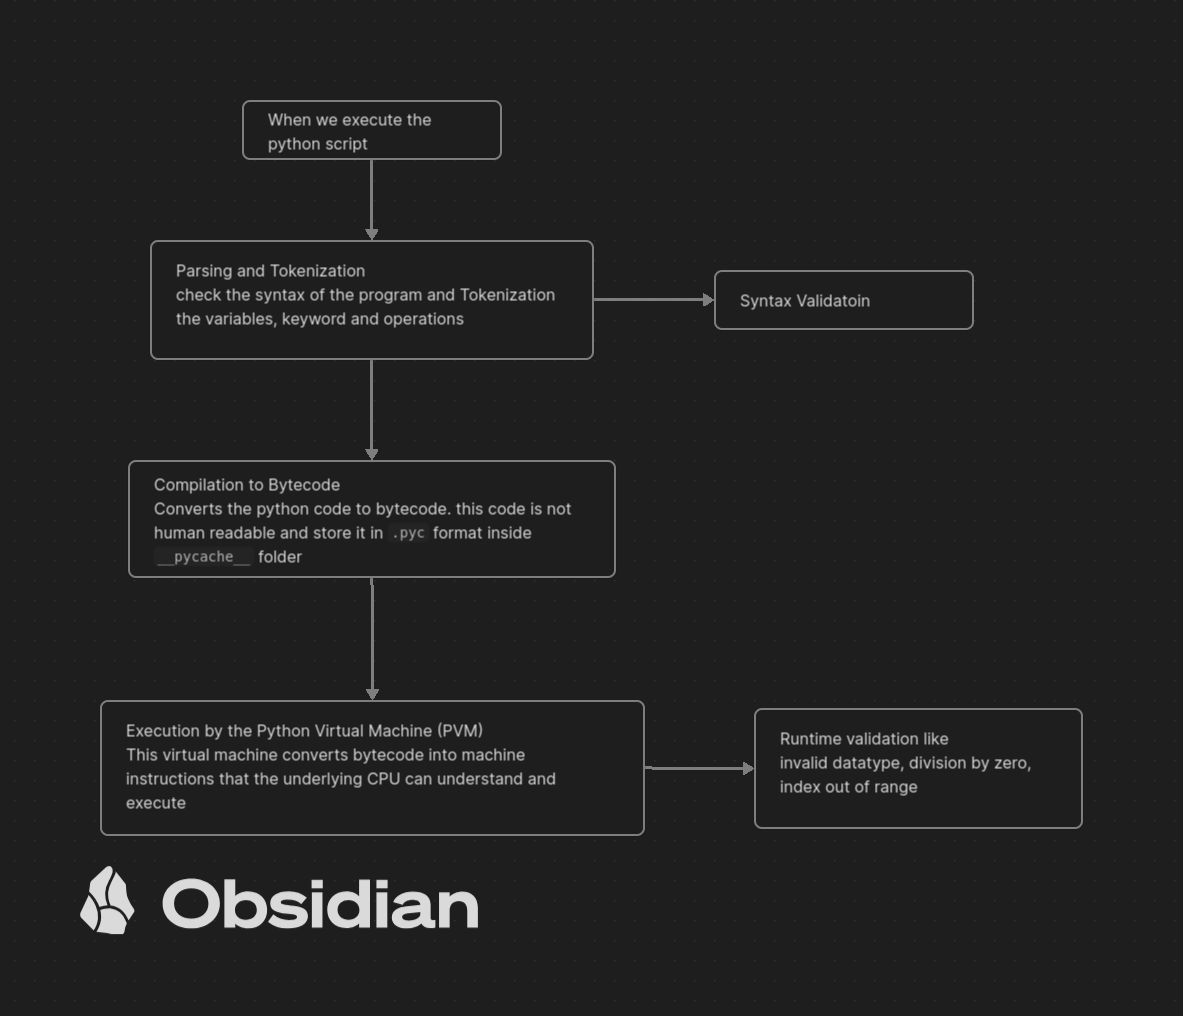 When we execute the
python script
Parsing and Tokenization
check the syntax of the program and Tokenization
the variables, keyword and operations
Syntax Validatoin
Compilation to Bytecode
Converts the python code to bytecode. this code is not
human readable and store it in .pyc format inside
__pycache__ folder
Execution by the Python Virtual Machine (PVM)
This virtual machine converts bytecode into machine
instructions that the underlying CPU can understand and
execute
Runtime validation like
invalid datatype, division by zero,
index out of range
Obsidian